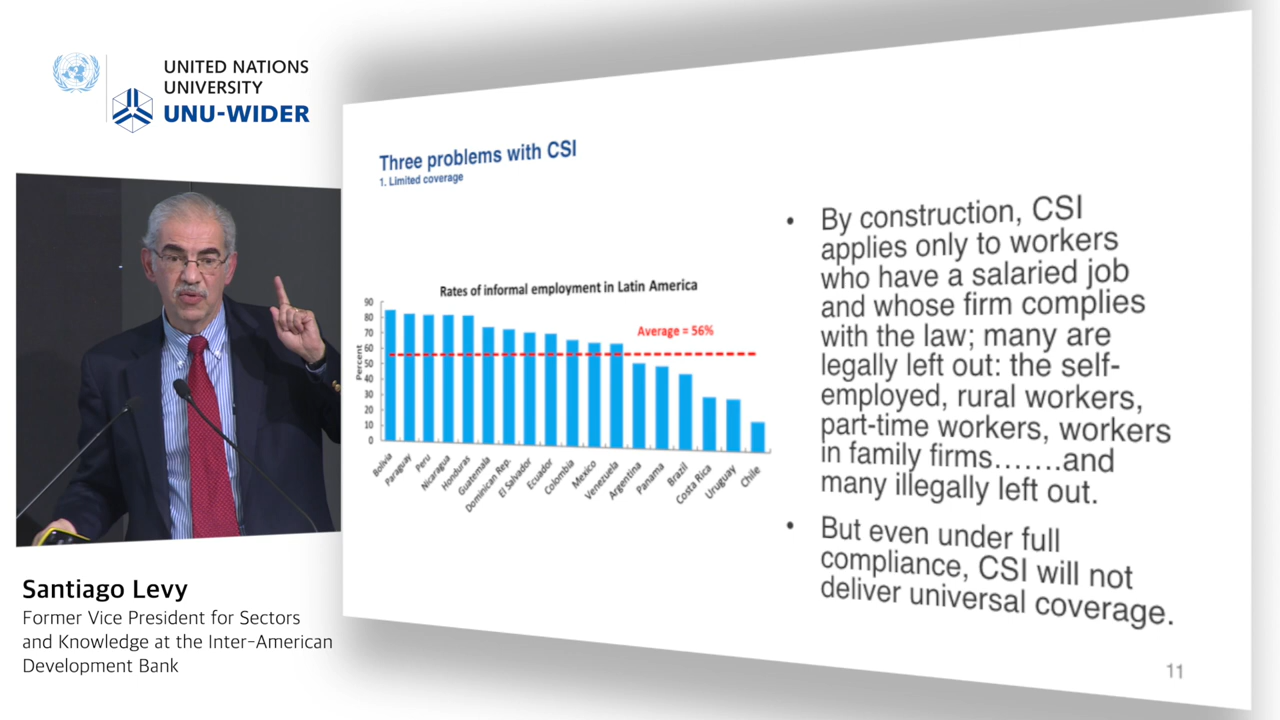 UNITED NATIONS
UNIVERSITY
UNU-WIDER
Three problems with CSI
1. Limited coverage
Rates of informal employment in Latin America
Average = 56%
Percent
90
80
70
60
50
40
30
20
10
0
Bolivia
Paraguay
Peru
Nicaragua
Honduras
Guatemala
Dominican Rep.
El Salvador
Ecuador
Colombia
Mexico
Venezuela
Argentina
Panama
Brazil
Costa Rica
Uruguay
Chile
• By construction, CSI
applies only to workers
who have a salaried job
and whose firm complies
with the law; many are
legally left out: the self-
employed, rural workers,
part-time workers, workers
in family firms…….and
many illegally left out.
• But even under full
compliance, CSI will not
deliver universal coverage.
11
Santiago Levy
Former Vice President for Sectors
and Knowledge at the Inter-American
Development Bank